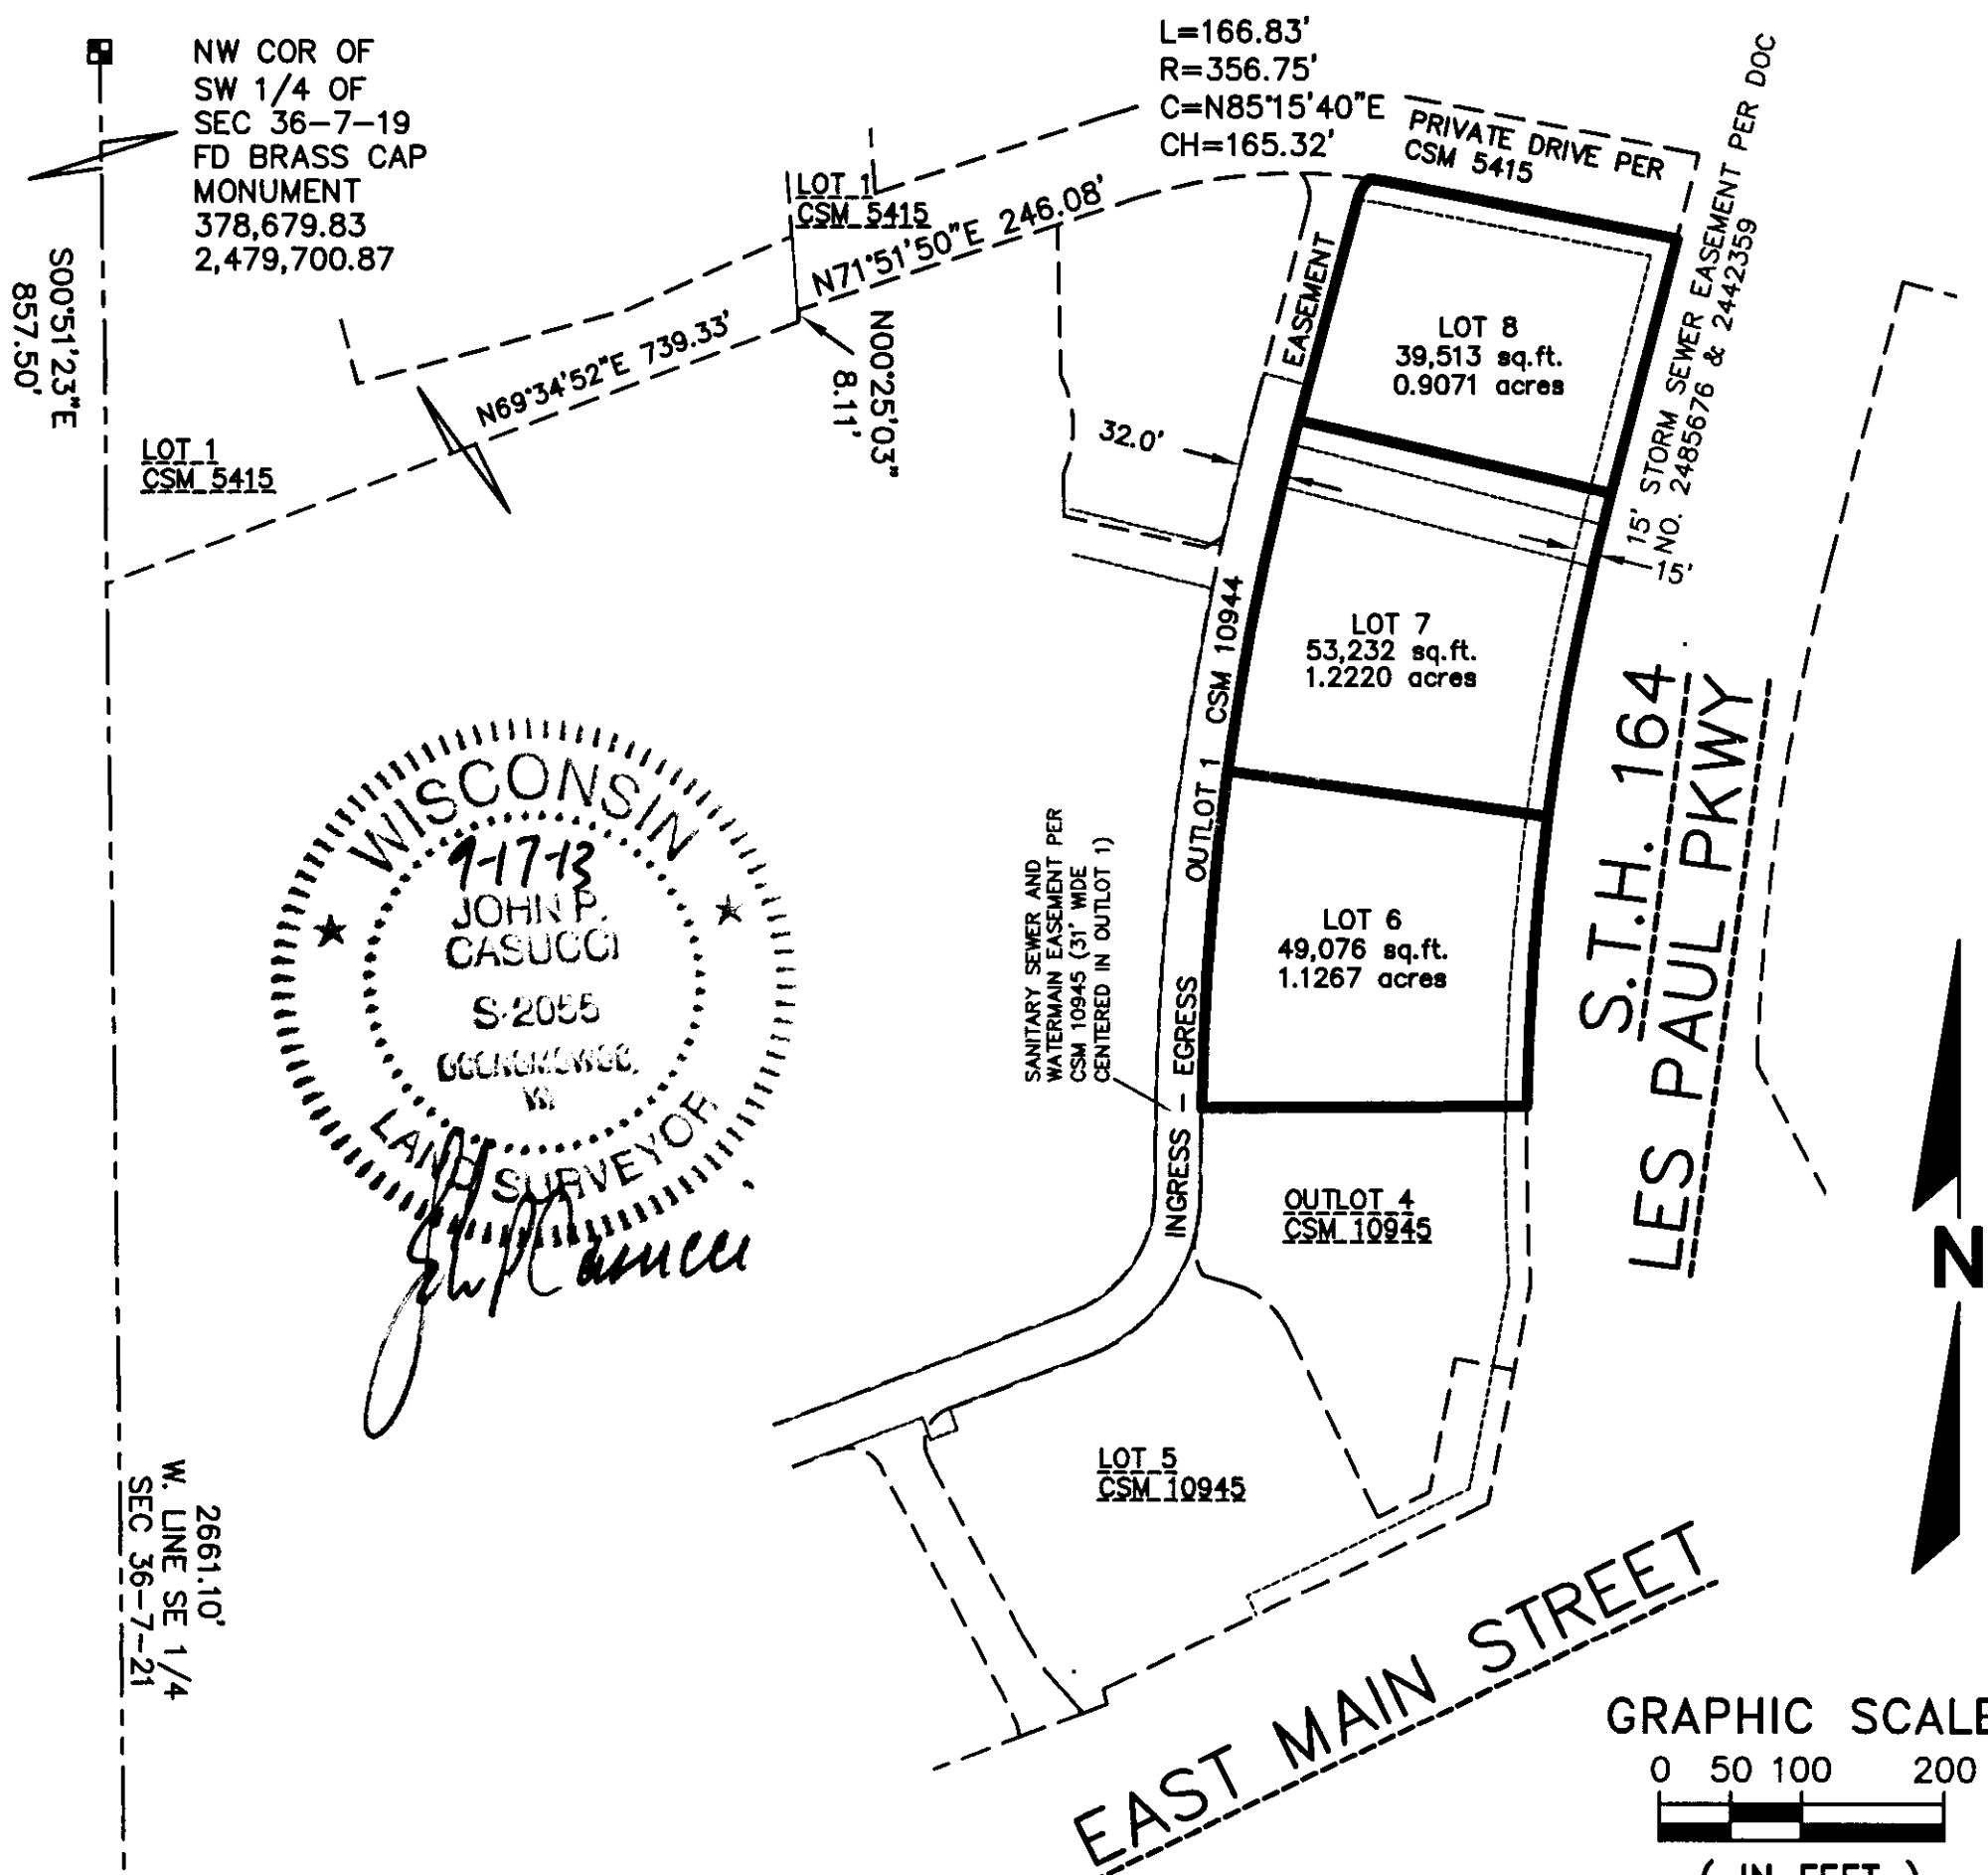 NW COR OF
SW 1/4 OF
SEC 36-7-19
FD BRASS CAP
MONUMENT
378,679.83
2,479,700.87
L=166.83'
R=356.75'
C=N85°15'40"E
CH=165.32'
PRIVATE DRIVE PER
CSM 5415
15' STORM SEWER EASEMENT PER DOC
NO. 2485676 & 2442359
LOT 1
CSM 5415
N71°51'50"E 246.08'
N69°34'52"E 739.33'
N00°25'03"
8.11'
S00°51'23"E
857.50'
LOT 1
CSM 5415
EASEMENT
32.0'
LOT 8
39,513 sq.ft.
0.9071 acres
15'
LOT 7
53,232 sq.ft.
1.2220 acres
OUTLOT 1 CSM 10944
S.T.H. 164
LES PAUL PKWY
WISCONSIN
9-17-13
JOHN P.
CASUCCI
S-2055
WI
LAND SURVEYOR
SANITARY SEWER AND
WATERMAIN EASEMENT PER
CSM 10945 (31' WIDE
CENTERED IN OUTLOT 1)
LOT 6
49,076 sq.ft.
1.1267 acres
INGRESS - EGRESS
OUTLOT 4
CSM 10945
N
LOT 5
CSM 10945
2661.10'
W. LINE SE 1/4
SEC 36-7-21
EAST MAIN STREET
GRAPHIC SCALE
0 50 100 200
( IN FEET )